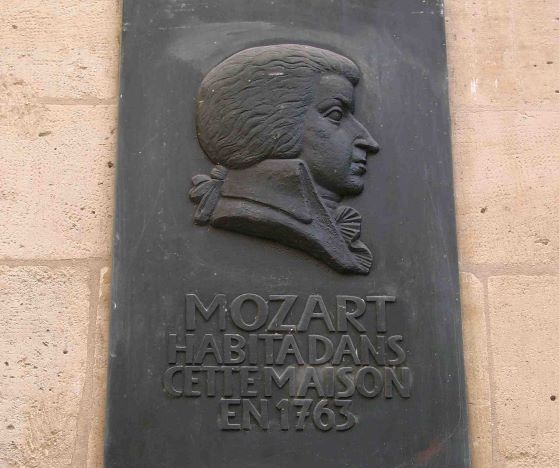 MOZART
HABITA DANS
CETTE MAISON
EN 1763